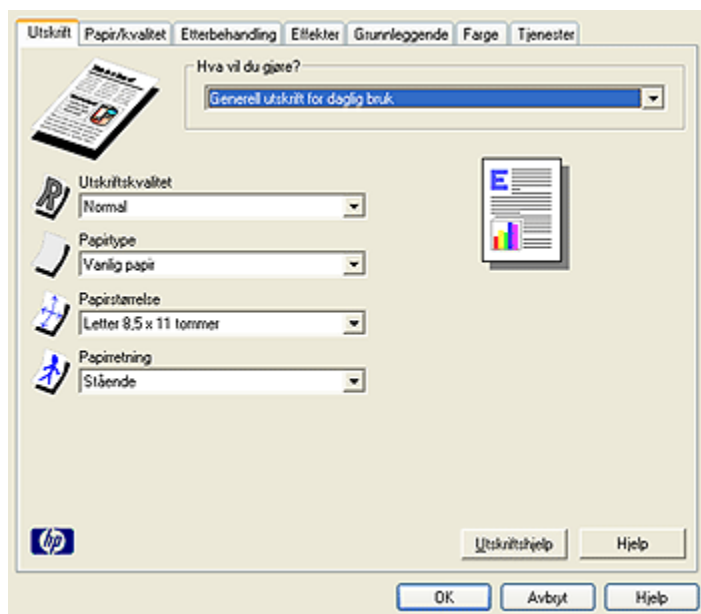 Utskrift Papir/kvalitet Etterbehandling Effekter Grunnleggende Farge Tjenester
Hva vil du gjøre?
Generell utskrift for daglig bruk
Utskriftskvalitet
Normal
Papirtype
Vanlig papir
Papirstørrelse
Letter 8,5 x 11 tommer
Papirretning
Stående
E
R
hp
Utskriftshjelp Hjelp
OK Avbryt Hjelp